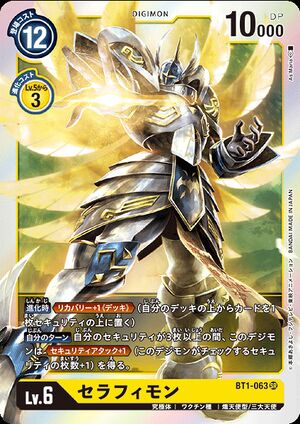 登場コスト
12
DIGIMON
10000
DP
進化コスト
Lv.5から
3
進化時 リカバリー+1《デッキ》(自分のデッキの上からカードを1
枚セキュリティの上に置く)
自分のターン 自分のセキュリティが3枚以上の間、このデジ
モンは、セキュリティアタック+1 (このデジモンがチェックするセキュ
リティの枚数+1) を得る。
BT1-063 SR
Lv.6
セラフィモン
究極体 | ワクチン種 | 熾天使型/三大天使
BANDAI MADE IN JAPAN